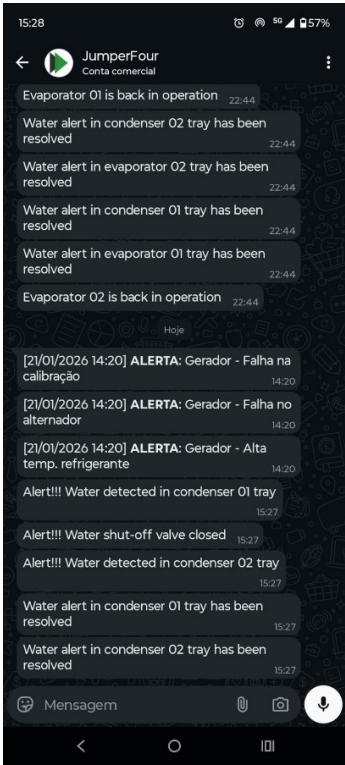 15:28
5G 57%
JumperFour
Conta comercial
Evaporator 01 is back in operation 22:44
Water alert in condenser 02 tray has been
resolved 22:44
Water alert in evaporator 02 tray has been
resolved 22:44
Water alert in condenser 01 tray has been
resolved 22:44
Water alert in evaporator 01 tray has been
resolved 22:44
Evaporator 02 is back in operation 22:44
Hoje
[21/01/2026 14:20] ALERTA: Gerador - Falha na
calibração 14:20
[21/01/2026 14:20] ALERTA: Gerador - Falha no
alternador 14:20
[21/01/2026 14:20] ALERTA: Gerador - Alta
temp. refrigerante 14:20
Alert!!! Water detected in condenser 01 tray
15:27
Alert!!! Water shut-off valve closed 15:27
Alert!!! Water detected in condenser 02 tray
15:27
Water alert in condenser 01 tray has been
resolved 15:27
Water alert in condenser 02 tray has been
resolved 15:27
Mensagem